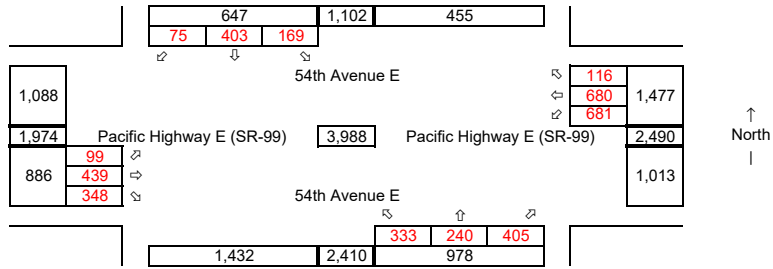 647 1,102 455
75 403 169
⬃ ⇩ ⬂
54th Avenue E
⬁ 116
1,088 ⇦ 680 1,477
⬃ 681
↑
1,974 Pacific Highway E (SR-99) 3,988 Pacific Highway E (SR-99) 2,490 North
|
99 ⬀
886 439 ⇨ 1,013
348 ⬂
54th Avenue E
⬁ ⇧ ⬀
333 240 405
1,432 2,410 978